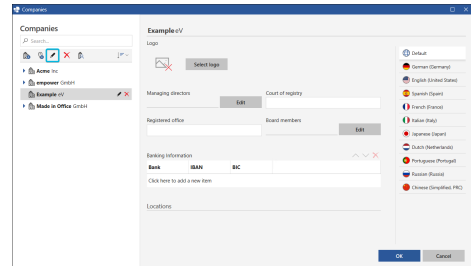 Companies
Companies
Search...
Acme Inc
empower GmbH
Example eV
Made in Office GmbH
Example eV
Logo
Select logo
Managing directors
Edit
Court of registry
Registered office
Board members
Edit
Banking Information
Bank IBAN BIC
Click here to add a new item
Locations
Default
German (Germany)
English (United States)
Spanish (Spain)
French (France)
Italian (Italy)
Japanese (Japan)
Dutch (Netherlands)
Portuguese (Portugal)
Russian (Russia)
Chinese (Simplified, PRC)
OK Cancel